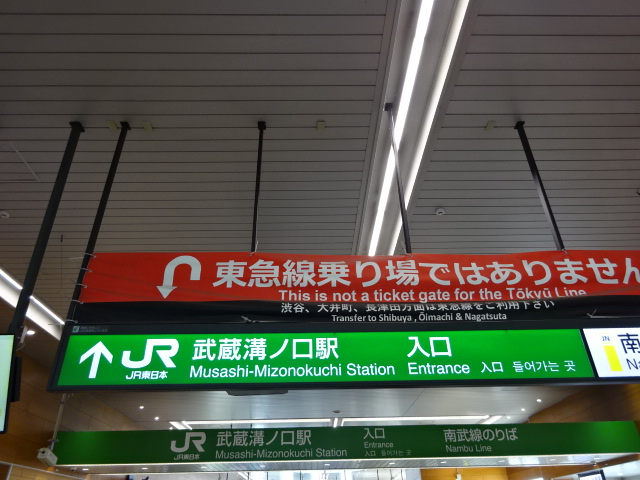 東急線乗り場ではありません
This is not a ticket gate for the Tōkyū Line
渋谷、大井町、長津田方面は東急線をご利用下さい
Transfer to Shibuya , Ōimachi & Nagatsuta
JR 武蔵溝ノ口駅 入口 JN 南
JR東日本 Musashi-Mizonokuchi Station Entrance 入口 들어가는 곳 Na
JR 武蔵溝ノ口駅 入口 南武線のりば
JR東日本 Musashi-Mizonokuchi Station Entrance Nambu Line
入口 들어가는 곳